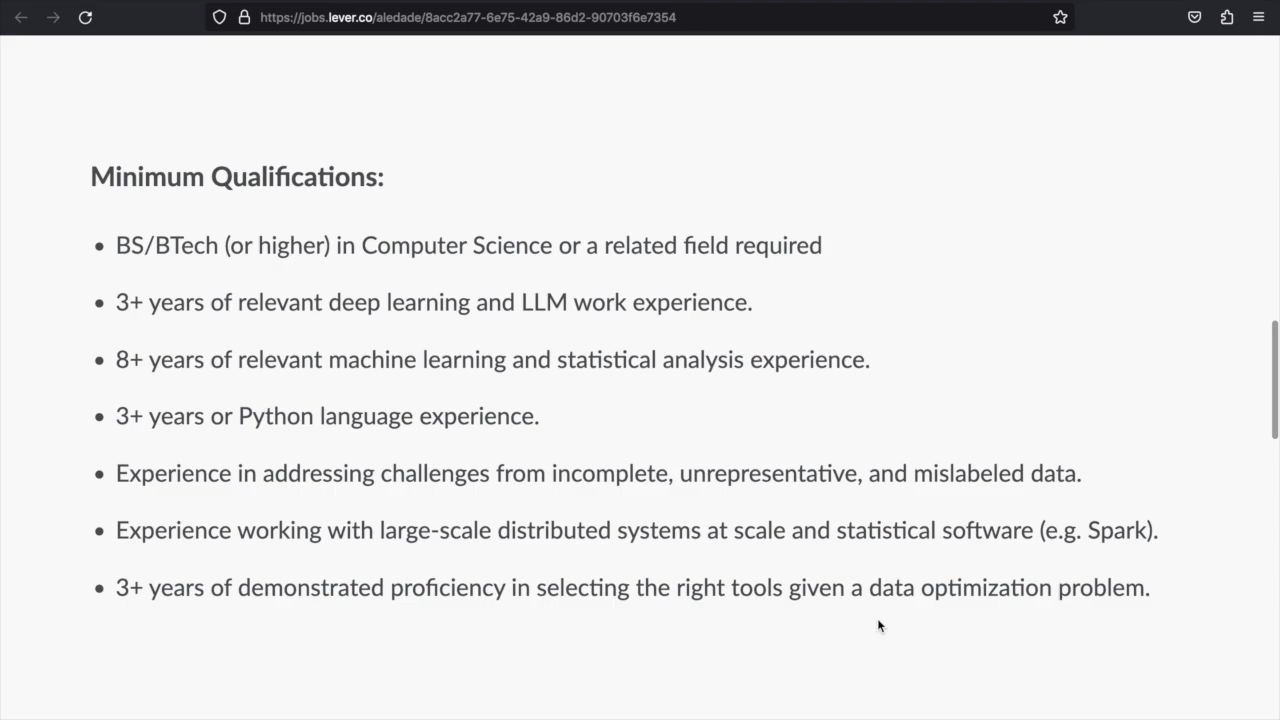 https://jobs.lever.co/aledade/8acc2a77-6e75-42a9-86d2-90703f6e7354
Minimum Qualifications:
• BS/BTech (or higher) in Computer Science or a related field required
• 3+ years of relevant deep learning and LLM work experience.
• 8+ years of relevant machine learning and statistical analysis experience.
• 3+ years or Python language experience.
• Experience in addressing challenges from incomplete, unrepresentative, and mislabeled data.
• Experience working with large-scale distributed systems at scale and statistical software (e.g. Spark).
• 3+ years of demonstrated proficiency in selecting the right tools given a data optimization problem.